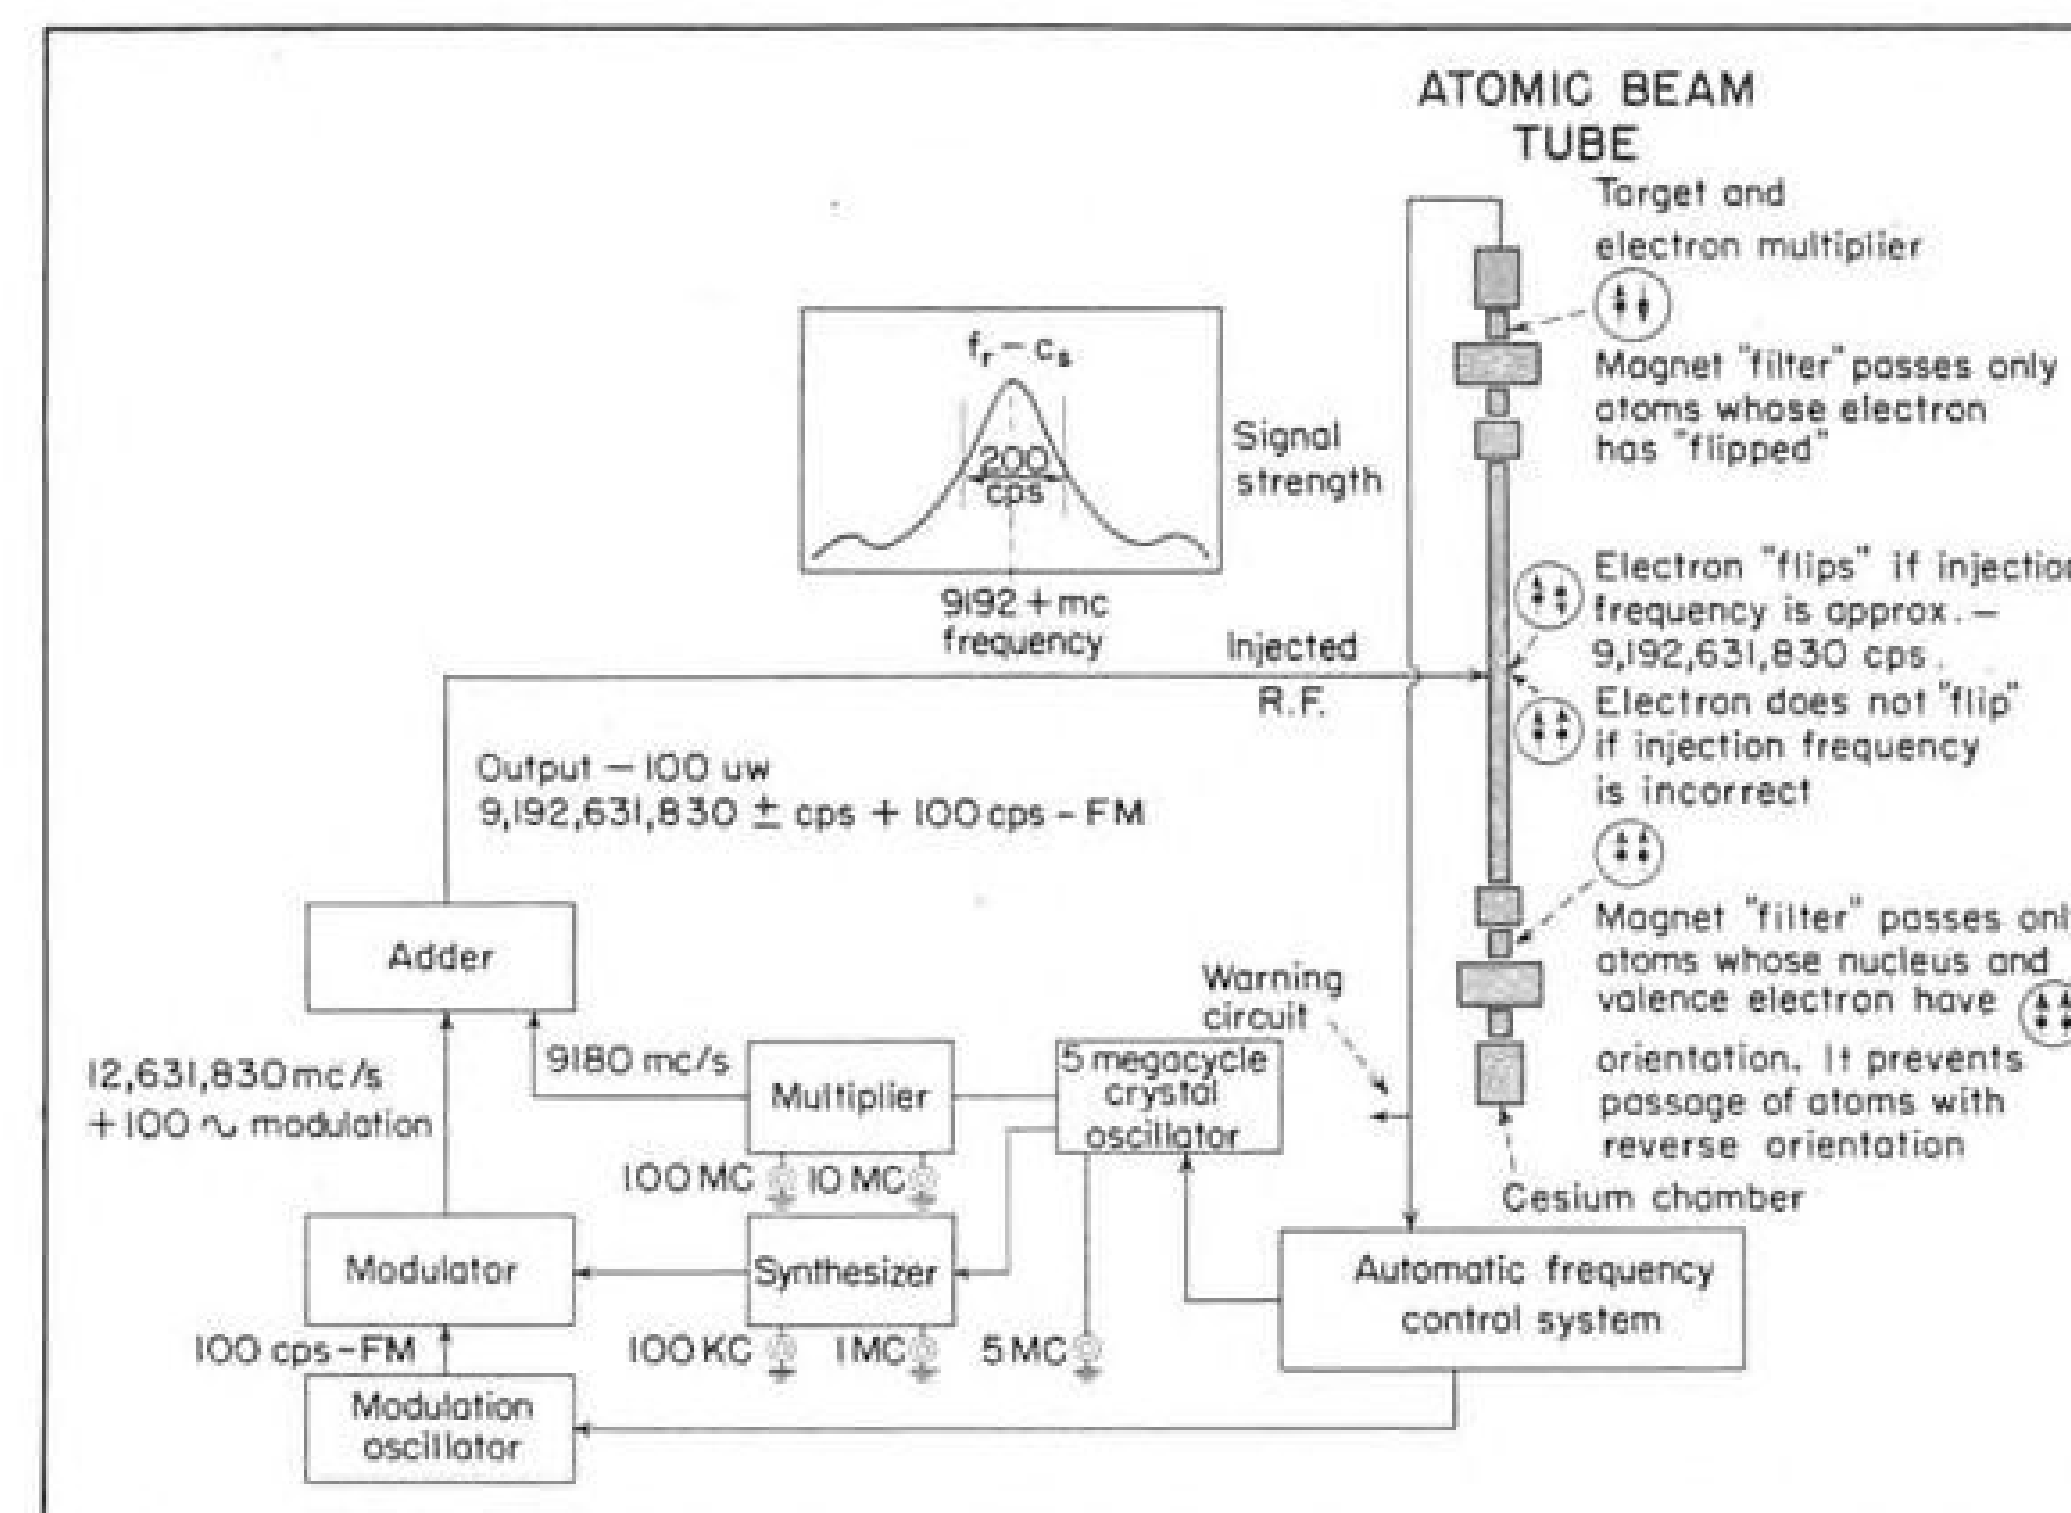 ATOMIC BEAM
TUBE
Target and
electron multiplier
Magnet "filter" passes only
atoms whose electron
has "flipped"
fr – cs
200
cps
Signal
strength
9192 + mc
frequency
Electron "flips" if injection
frequency is approx. –
9,192,631,830 cps.
Injected
R.F.
Electron does not "flip"
if injection frequency
is incorrect
Output – 100 uw
9,192,631,830 ± cps + 100 cps – FM
Magnet "filter" passes onl
atoms whose nucleus and
valence electron have
orientation. It prevents
passage of atoms with
reverse orientation
Cesium chamber
Adder
Warning
circuit
12,631,830 mc/s
+ 100 ∿ modulation
9180 mc/s
Multiplier
5 megacycle
crystal
oscillator
100 MC
10 MC
Modulator
Synthesizer
Automatic frequency
control system
100 cps – FM
100 KC
1 MC
5 MC
Modulation
oscillator